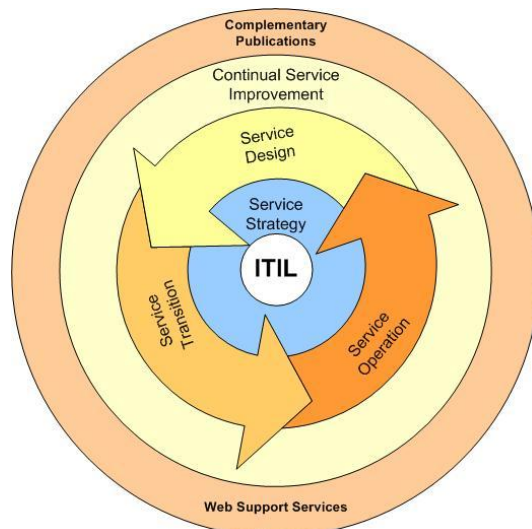 Complementary
Publications
Continual Service
Improvement
Service
Design
Service
Strategy
ITIL
Service
Transition
Service
Operation
Web Support Services